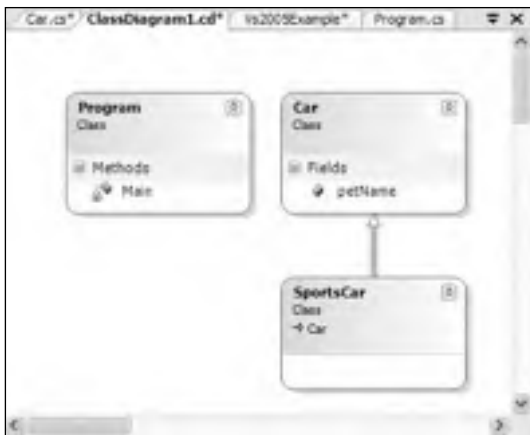 Car.cs* ClassDiagram1.cd* Vs2005Example* Program.cs
Program
Class
Methods
Main
Car
Class
Fields
petName
SportsCar
Class
Car